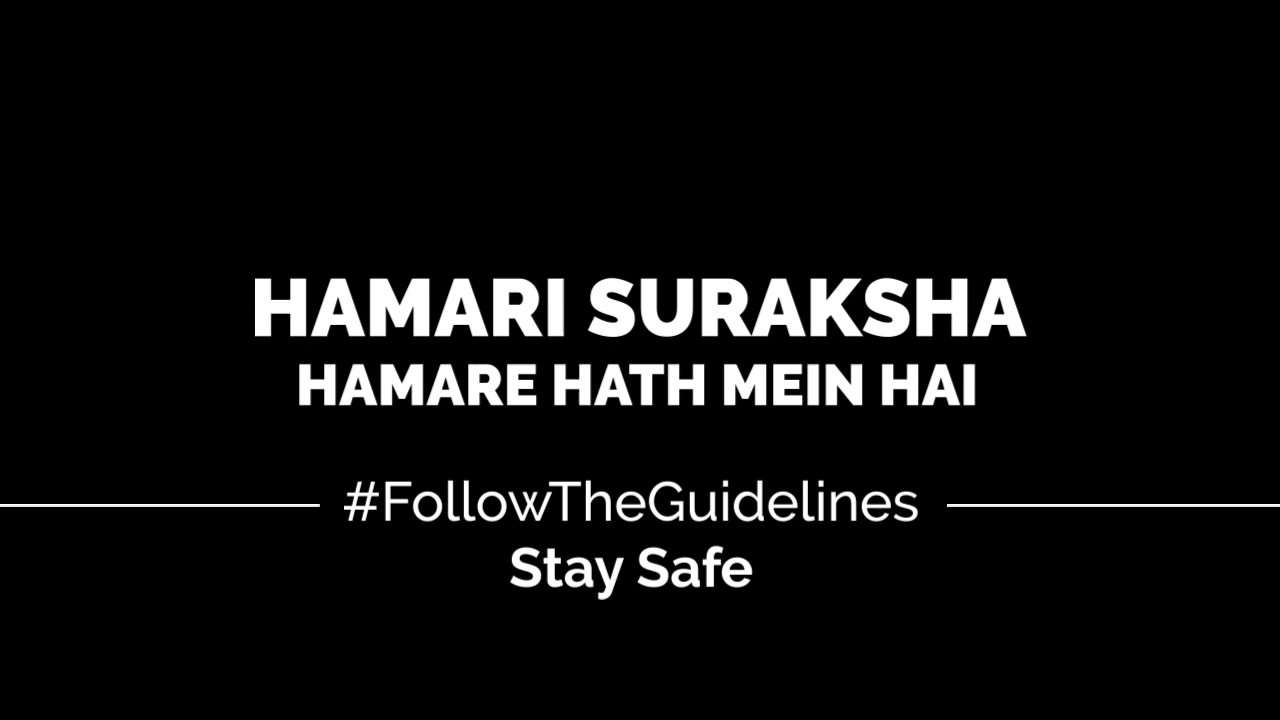 HAMARI SURAKSHA
HAMARE HATH MEIN HAI
#FollowTheGuidelines
Stay Safe